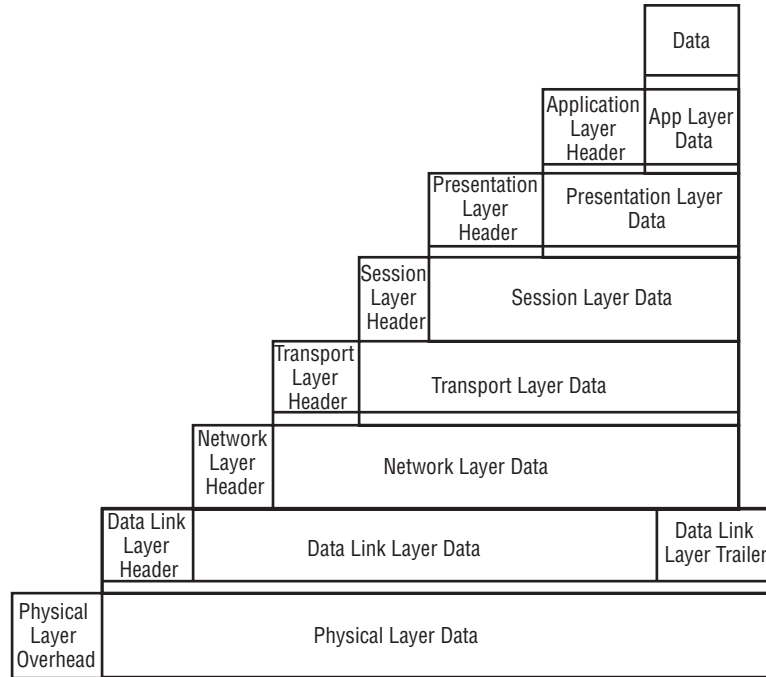 Data
Application
Layer
Header
App Layer
Data
Presentation
Layer
Header
Presentation Layer
Data
Session
Layer
Header
Session Layer Data
Transport
Layer
Header
Transport Layer Data
Network
Layer
Header
Network Layer Data
Data Link
Layer
Header
Data Link Layer Data
Data Link
Layer Trailer
Physical
Layer
Overhead
Physical Layer Data